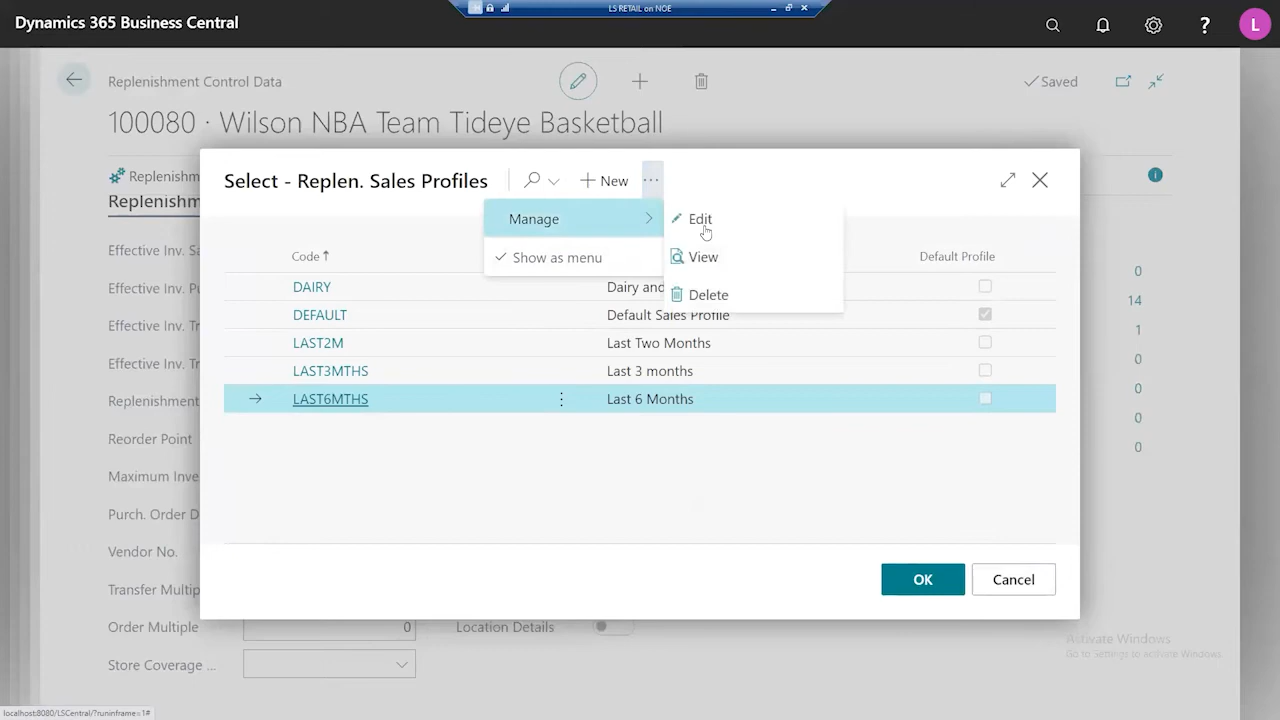 LS RETAIL on NOE
Dynamics 365 Business Central
L
Replenishment Control Data
Saved
100080 · Wilson NBA Team Tideye Basketball
Replenishm
Replenishm
Select - Replen. Sales Profiles
New
Manage
Show as menu
Edit
View
Delete
Code ↑
Default Profile
DAIRY
Dairy and
DEFAULT
Default Sales Profile
LAST2M
Last Two Months
LAST3MTHS
Last 3 months
LAST6MTHS
Last 6 Months
OK
Cancel
Effective Inv. Sa
0
Effective Inv. Pu
14
Effective Inv. Tr
1
Effective Inv. Tr
0
Replenishment
0
Reorder Point
0
Maximum Inve
0
Purch. Order D
Vendor No.
Transfer Multip
Order Multiple
0
Location Details
Store Coverage ...
Activate Windows
Go to Settings to activate Windows.
localhost:8080/LSCentral/?runinframe=1#